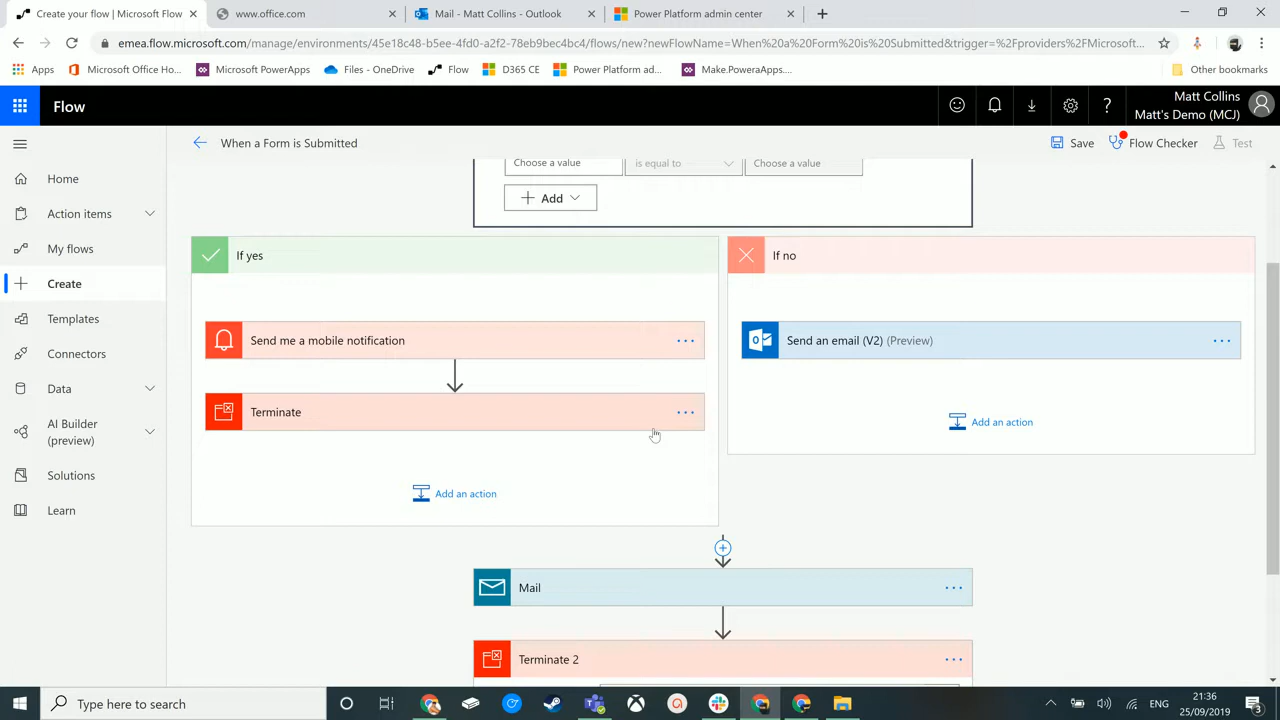 Create your flow | Microsoft Flow
www.office.com
Mail - Matt Collins - Outlook
Power Platform admin center
emea.flow.microsoft.com/manage/environments/45e18c48-b5ee-4fd0-a2f2-78eb9bec4bc4/flows/new?newFlowName=When%20a%20Form%20is%20Submitted&trigger=%2Fproviders%2FMicrosoft...
Apps
Microsoft Office Ho...
Microsoft PowerApps
Files - OneDrive
Flow
D365 CE
Power Platform ad...
Make.PoweraApps....
Other bookmarks
Flow
Matt Collins
Matt's Demo (MCJ)
When a Form is Submitted
Save
Flow Checker
Test
Home
Action items
My flows
Create
Templates
Connectors
Data
AI Builder
(preview)
Solutions
Learn
Choose a value
is equal to
Choose a value
Add
If yes
If no
Send me a mobile notification
Send an email (V2) (Preview)
Terminate
Add an action
Add an action
Mail
Terminate 2
Type here to search
ENG
21:36
25/09/2019